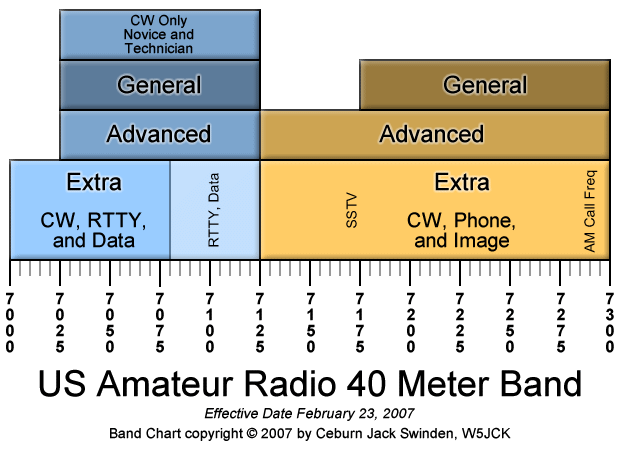 CW Only
Novice and
Technician
General
General
Advanced
Advanced
Extra
CW, RTTY,
and Data
RTTY, Data
SSTV
Extra
CW, Phone,
and Image
AM Call Freq
7000
7025
7050
7075
7100
7125
7150
7175
7200
7225
7250
7275
7300
US Amateur Radio 40 Meter Band
Effective Date February 23, 2007
Band Chart copyright © 2007 by Ceburn Jack Swinden, W5JCK